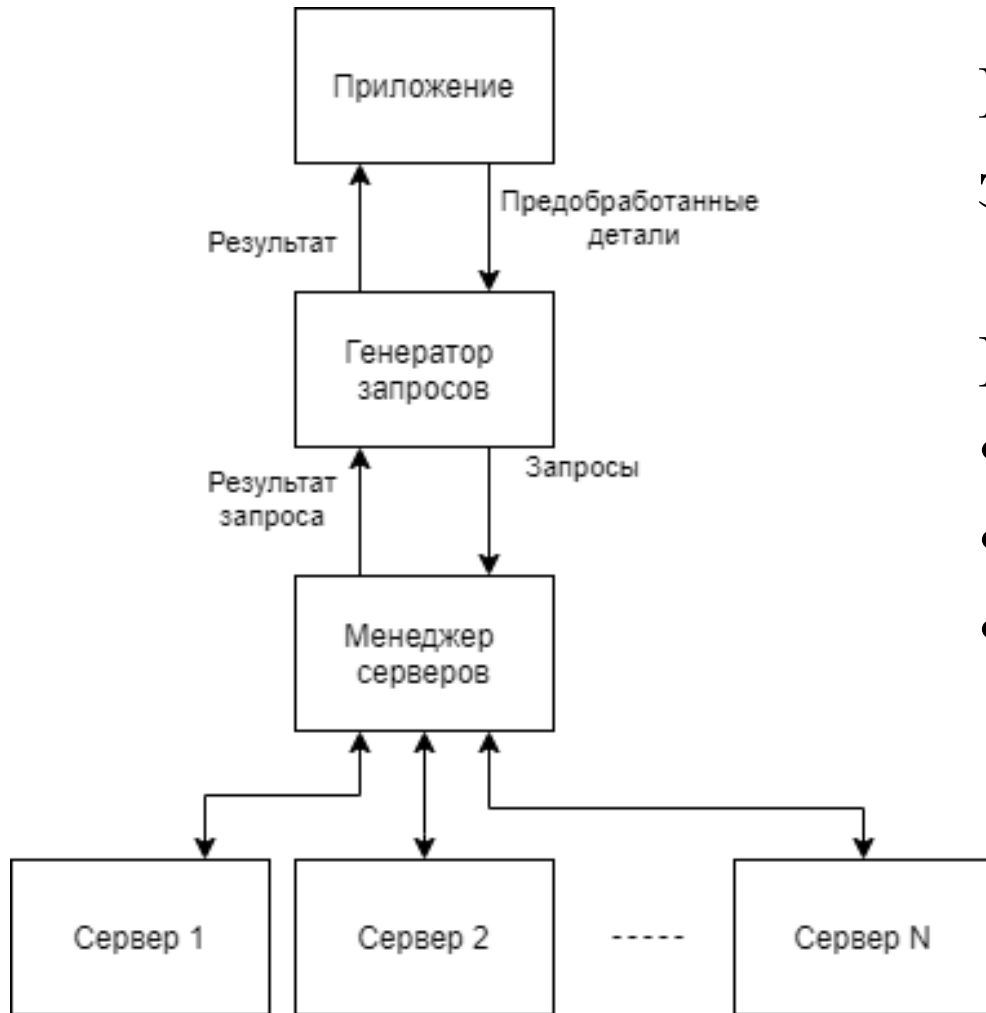 Приложение
Предобработанные
детали
Результат
Генератор
запросов
Запросы
Результат
запроса
Менеджер
серверов
Сервер 1
Сервер 2
-----
Сервер N